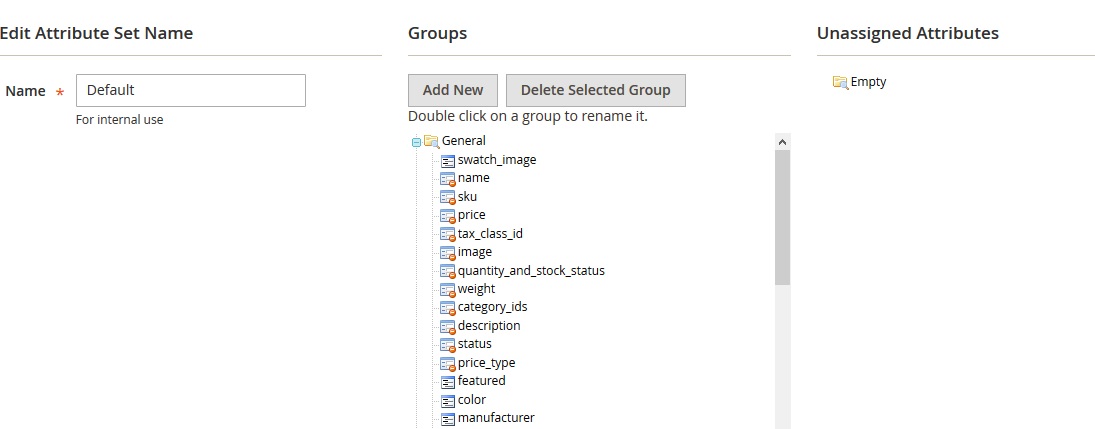 Edit Attribute Set Name
Groups
Unassigned Attributes
Name *
Default
For internal use
Add New
Delete Selected Group
Double click on a group to rename it.
General
swatch_image
name
sku
price
tax_class_id
image
quantity_and_stock_status
weight
category_ids
description
status
price_type
featured
color
manufacturer
Empty